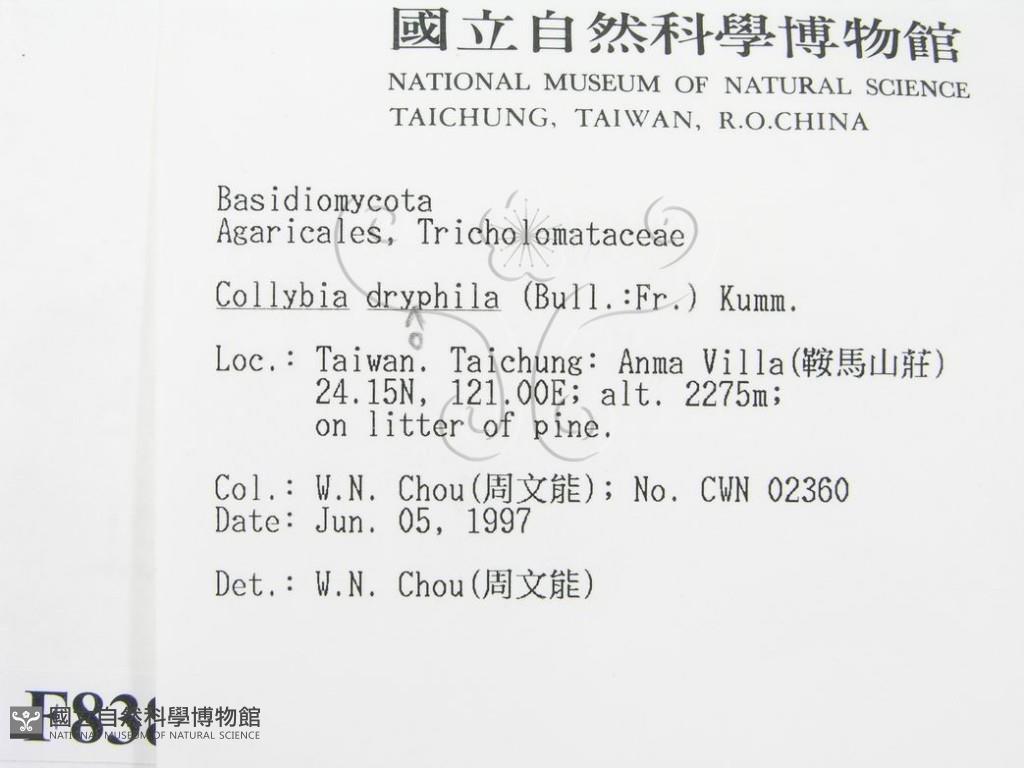 國立自然科學博物館
NATIONAL MUSEUM OF NATURAL SCIENCE
TAICHUNG, TAIWAN, R.O.CHINA
Basidiomycota
Agaricales, Tricholomataceae
Collybia dryphila (Bull.:Fr.) Kumm.
o
Loc.: Taiwan. Taichung: Anma Villa(鞍馬山莊)
24.15N, 121.00E; alt. 2275m;
on litter of pine.
Col.: W.N. Chou(周文能); No. CWN 02360
Date: Jun. 05, 1997
Det.: W.N. Chou(周文能)
F838
國立自然科學博物館
NATIONAL MUSEUM OF NATURAL SCIENCE